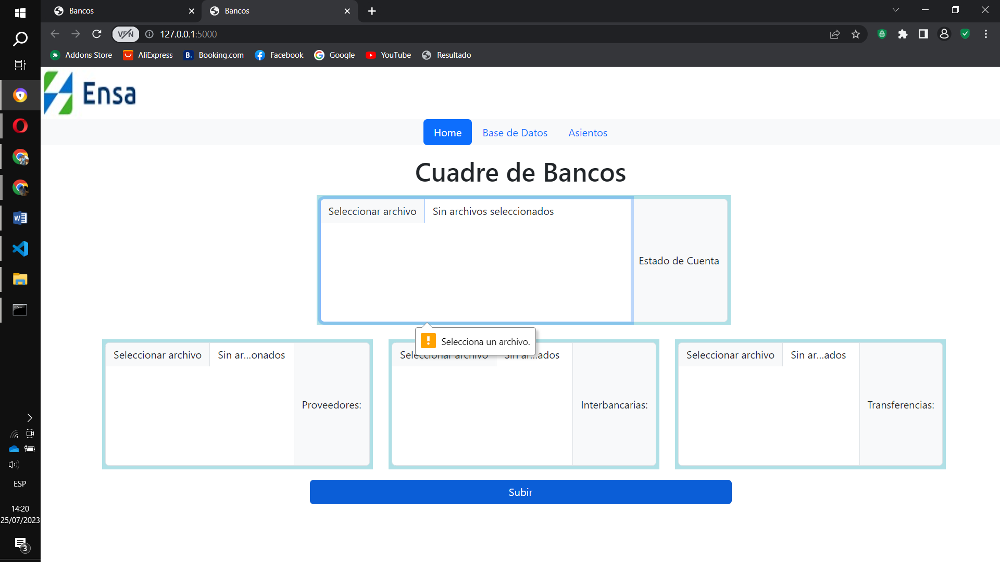 Bancos
Bancos
VPN
127.0.0.1:5000
Addons Store
AliExpress
B.
Booking.com
Facebook
Google
YouTube
Resultado
Ensa
Home
Base de Datos
Asientos
Cuadre de Bancos
Seleccionar archivo
Sin archivos seleccionados
Estado de Cuenta
Selecciona un archivo.
Seleccionar archivo
Sin ar...onados
Proveedores:
Seleccionar archivo
Sin ar...ados
Interbancarias:
Seleccionar archivo
Sin ar...ados
Transferencias:
Subir
ESP
14:20
25/07/2023
3